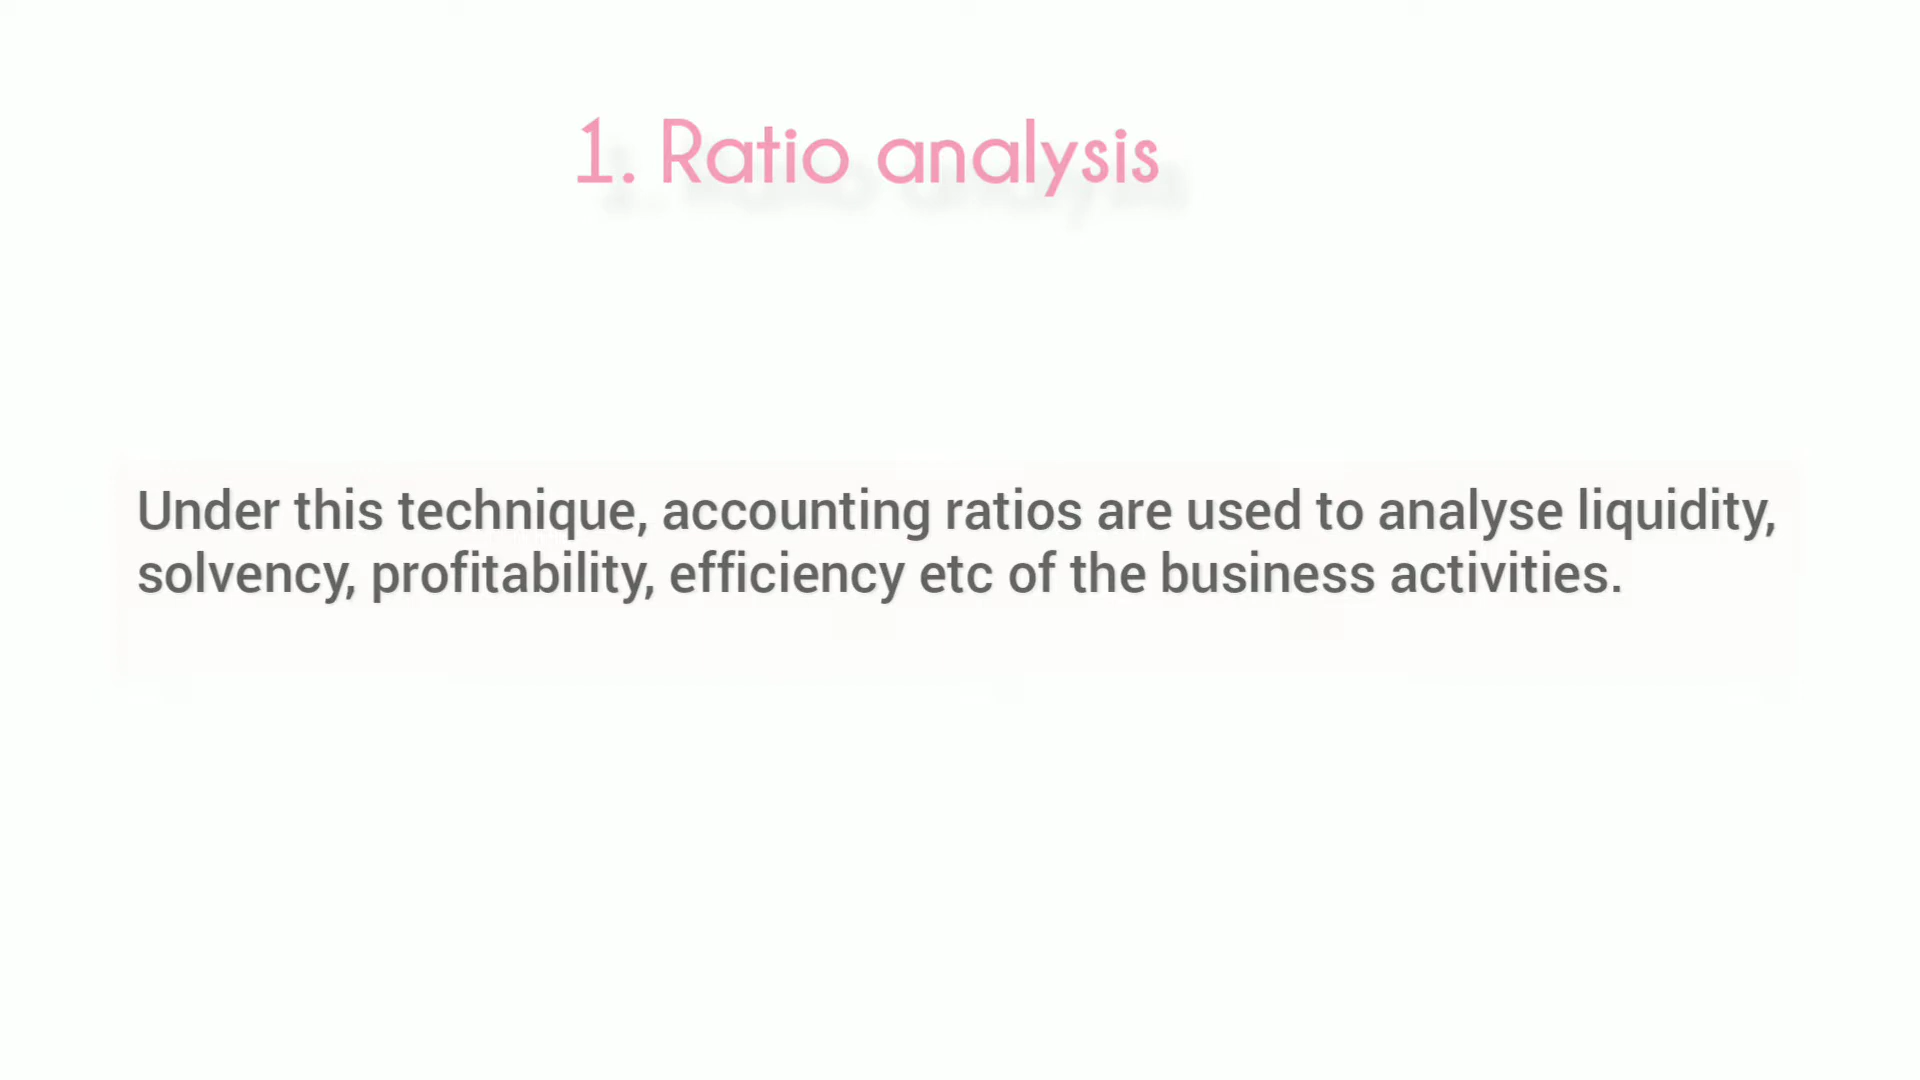 1. Ratio analysis
Under this technique, accounting ratios are used to analyse liquidity,
solvency, profitability, efficiency etc of the business activities.